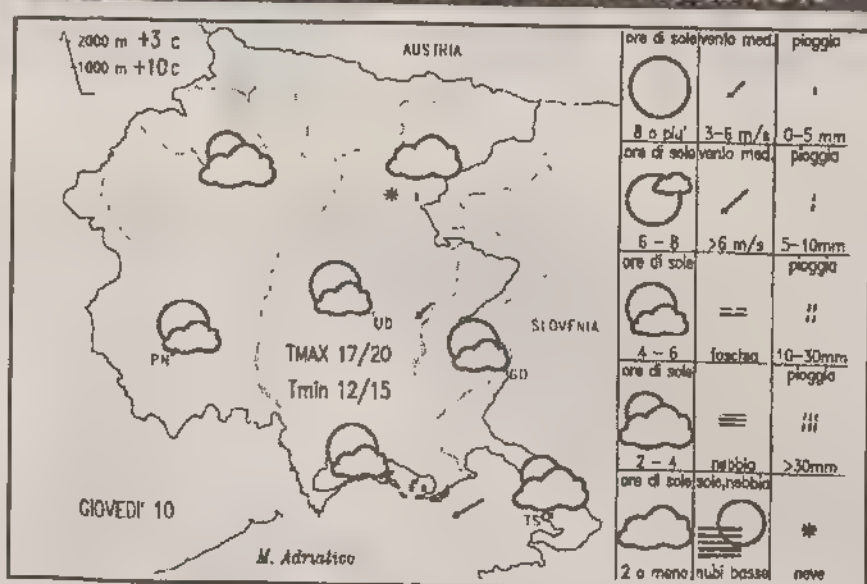 2000 m +3 c
1000 m +10 c
AUSTRIA
SLOVENIA
UD
PN
GO
TMAX 17/20
Tmin 12/15
TS
GIOVEDI' 10
M. Adriatico
ore di sole vento med. pioggia
8 o piu' 3-6 m/s 0-5 mm
ore di sole vento med. pioggia
6 - 8 >6 m/s 5-10mm
ore di sole pioggia
4 - 6 foschia 10-30mm
ore di sole pioggia
2 - 4 nebbia >30mm
ore di sole sole,nebbia
2 o meno nubi basse neve